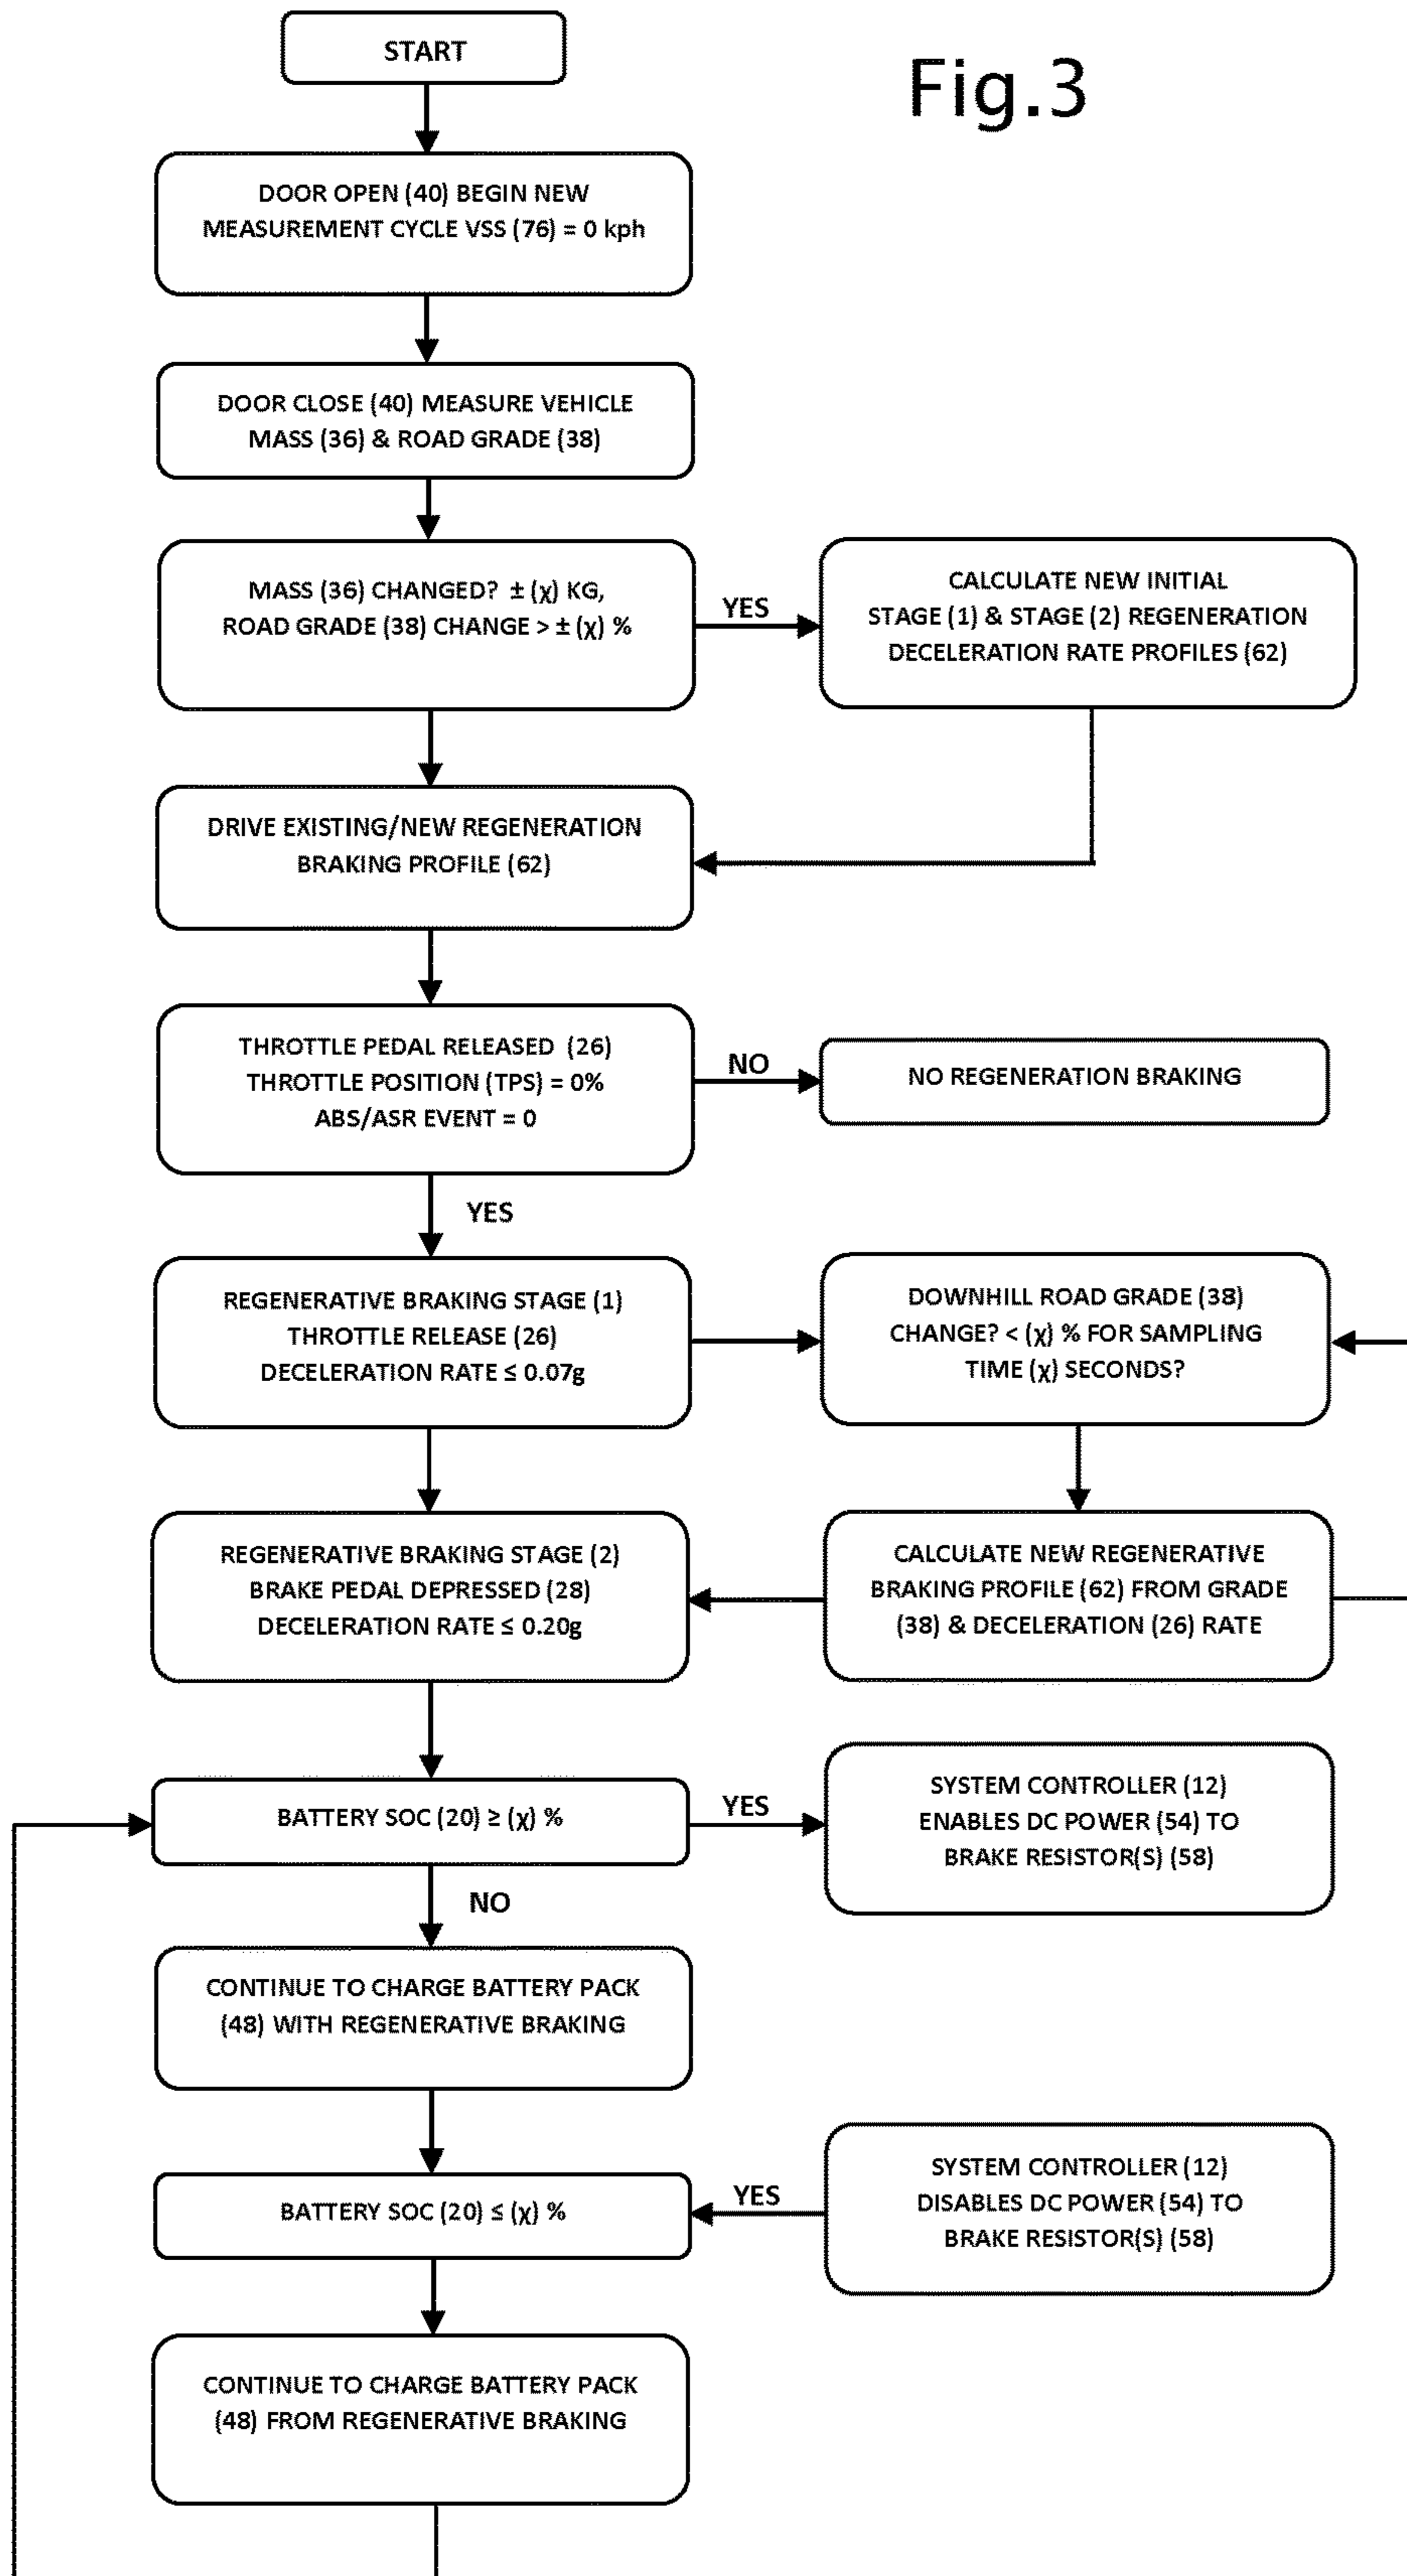 START
Fig.3
DOOR OPEN (40) BEGIN NEW
MEASUREMENT CYCLE VSS (76) = 0 kph
DOOR CLOSE (40) MEASURE VEHICLE
MASS (36) & ROAD GRADE (38)
MASS (36) CHANGED? ± (χ) KG,
ROAD GRADE (38) CHANGE > ± (χ) %
YES
CALCULATE NEW INITIAL
STAGE (1) & STAGE (2) REGENERATION
DECELERATION RATE PROFILES (62)
DRIVE EXISTING/NEW REGENERATION
BRAKING PROFILE (62)
THROTTLE PEDAL RELEASED (26)
THROTTLE POSITION (TPS) = 0%
ABS/ASR EVENT = 0
NO
NO REGENERATION BRAKING
YES
REGENERATIVE BRAKING STAGE (1)
THROTTLE RELEASE (26)
DECELERATION RATE ≤ 0.07g
DOWNHILL ROAD GRADE (38)
CHANGE? < (χ) % FOR SAMPLING
TIME (χ) SECONDS?
REGENERATIVE BRAKING STAGE (2)
BRAKE PEDAL DEPRESSED (28)
DECELERATION RATE ≤ 0.20g
CALCULATE NEW REGENERATIVE
BRAKING PROFILE (62) FROM GRADE
(38) & DECELERATION (26) RATE
BATTERY SOC (20) ≥ (χ) %
YES
SYSTEM CONTROLLER (12)
ENABLES DC POWER (54) TO
BRAKE RESISTOR(S) (58)
NO
CONTINUE TO CHARGE BATTERY PACK
(48) WITH REGENERATIVE BRAKING
BATTERY SOC (20) ≤ (χ) %
YES
SYSTEM CONTROLLER (12)
DISABLES DC POWER (54) TO
BRAKE RESISTOR(S) (58)
CONTINUE TO CHARGE BATTERY PACK
(48) FROM REGENERATIVE BRAKING